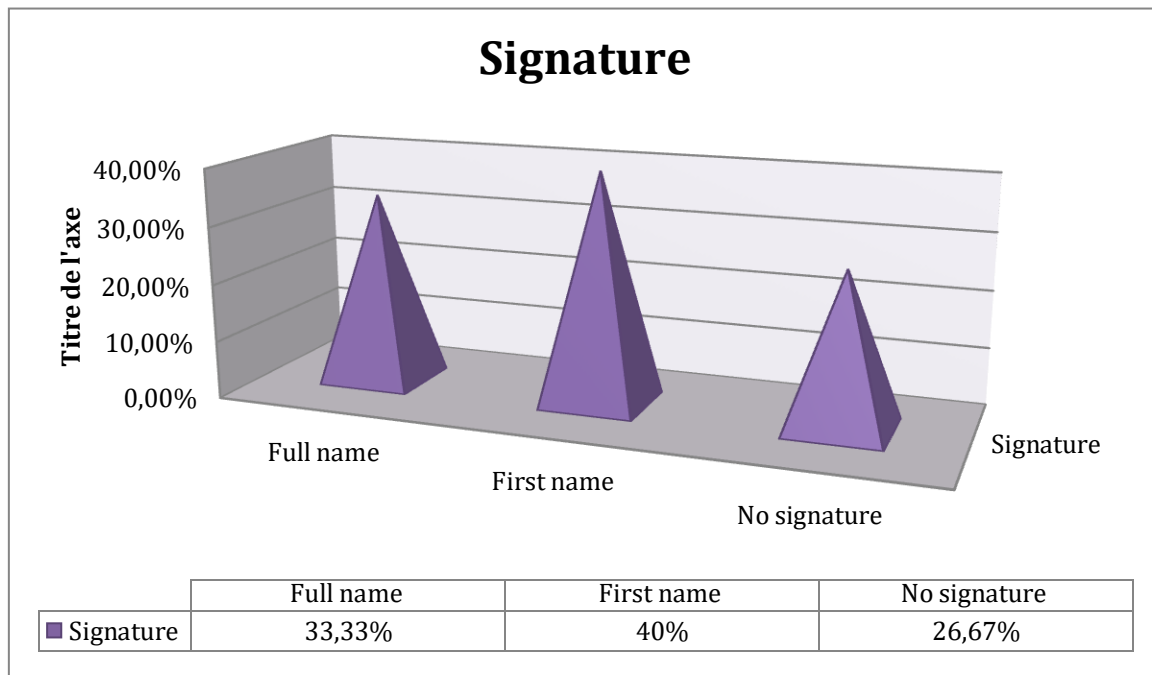 Signature
40,00%
30,00%
20,00%
10,00%
0,00%
Titre de l'axe
Full name
First name
No signature
Signature
Full name First name No signature
Signature 33,33% 40% 26,67%